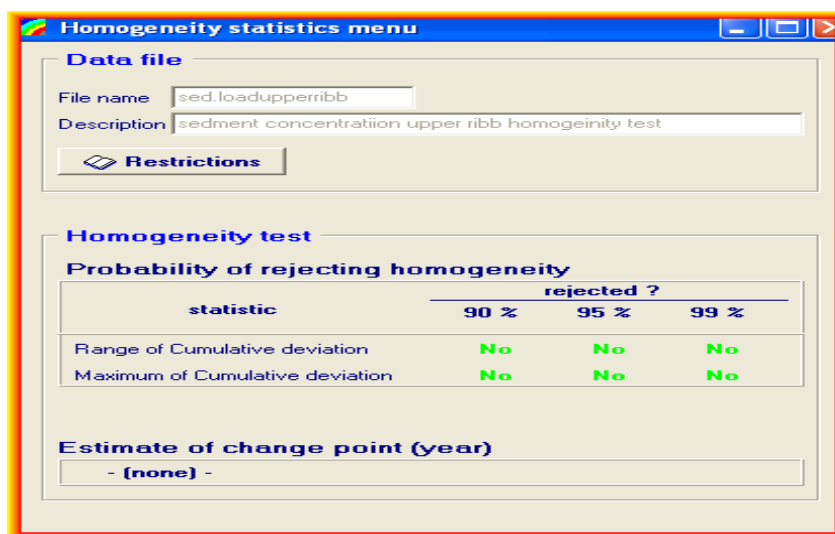 Homogeneity statistics menu
Data file
File name sed.loadupperribb
Description sedment concentratiion upper ribb homogeinity test
Restrictions
Homogeneity test
Probability of rejecting homogeneity
rejected ?
statistic 90 % 95 % 99 %
Range of Cumulative deviation No No No
Maximum of Cumulative deviation No No No
Estimate of change point (year)
- (none) -